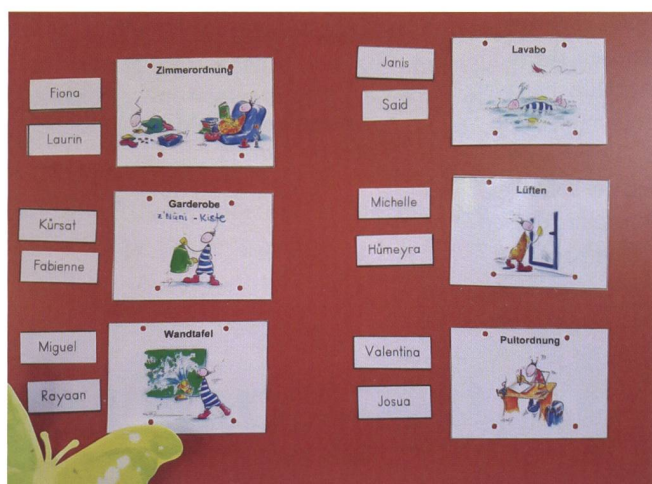 Fiona
Laurin
Zimmerordnung
Kürsat
Fabienne
Garderobe
z'Nüni - Kiste
Miguel
Rayaan
Wandtafel
Janis
Said
Lavabo
Michelle
Hümeyra
Lüften
Valentina
Josua
Pultordnung